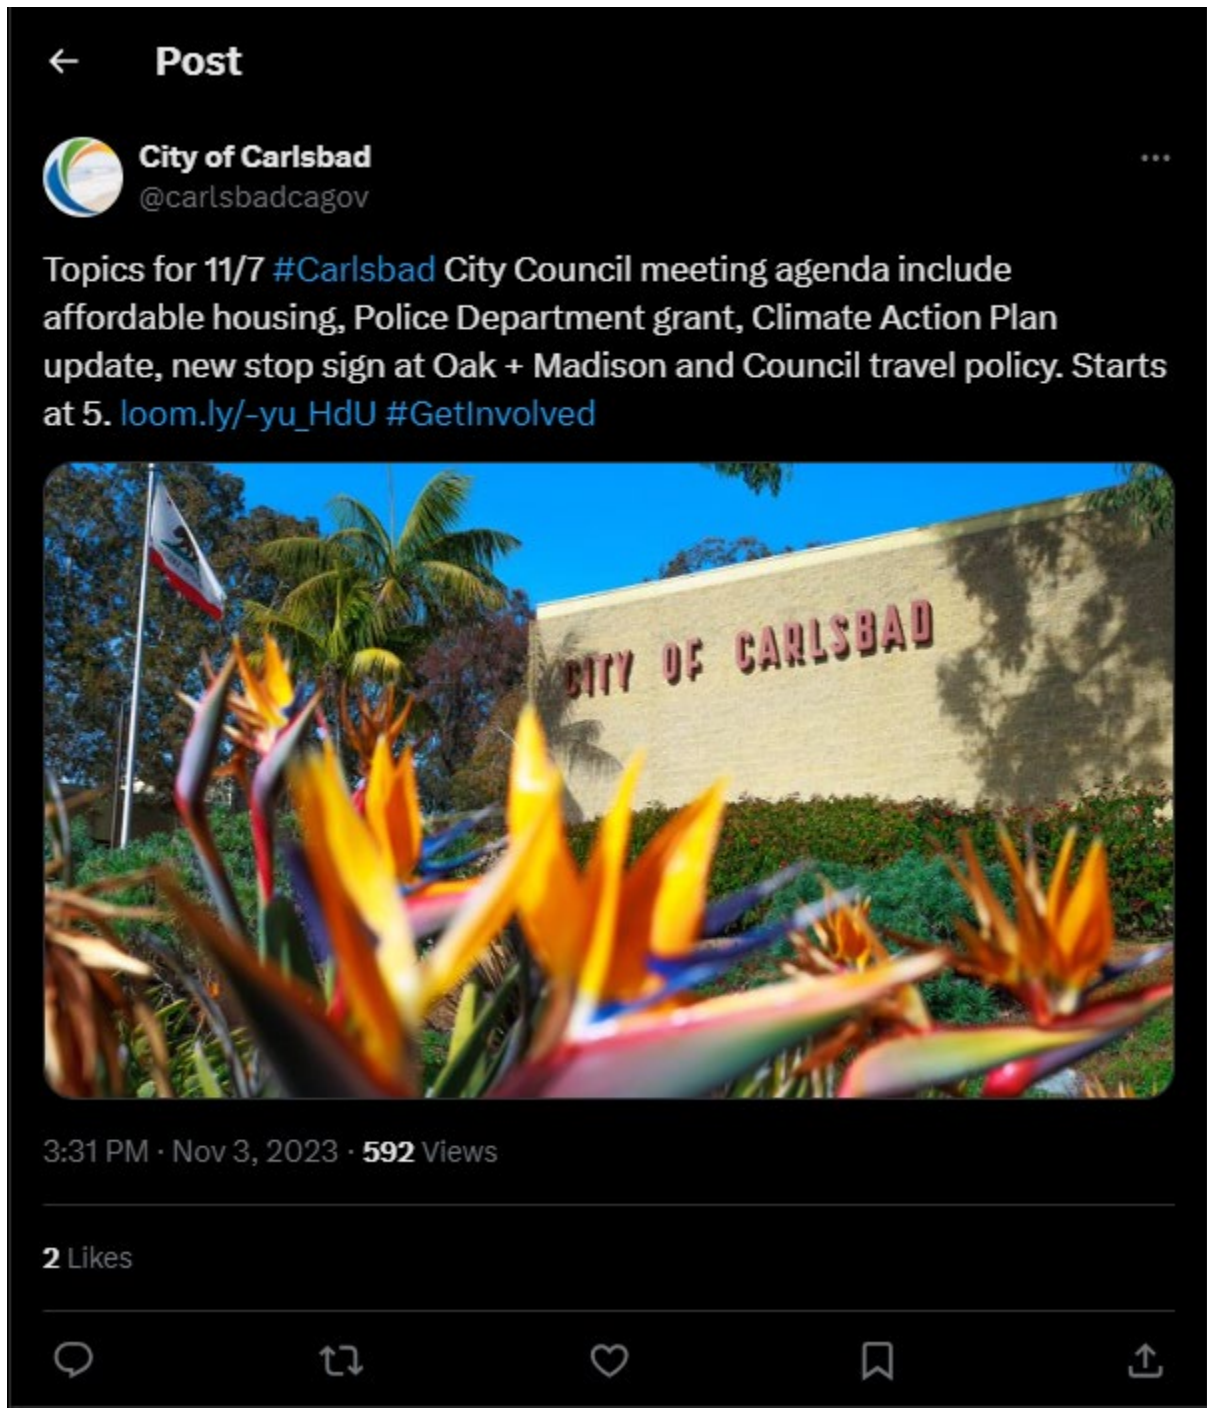 Post
City of Carlsbad
@carlsbadcagov
Topics for 11/7 #Carlsbad City Council meeting agenda include
affordable housing, Police Department grant, Climate Action Plan
update, new stop sign at Oak + Madison and Council travel policy. Starts
at 5. loom.ly/-yu_HdU #GetInvolved
CITY OF CARLSBAD
3:31 PM · Nov 3, 2023 · 592 Views
2 Likes